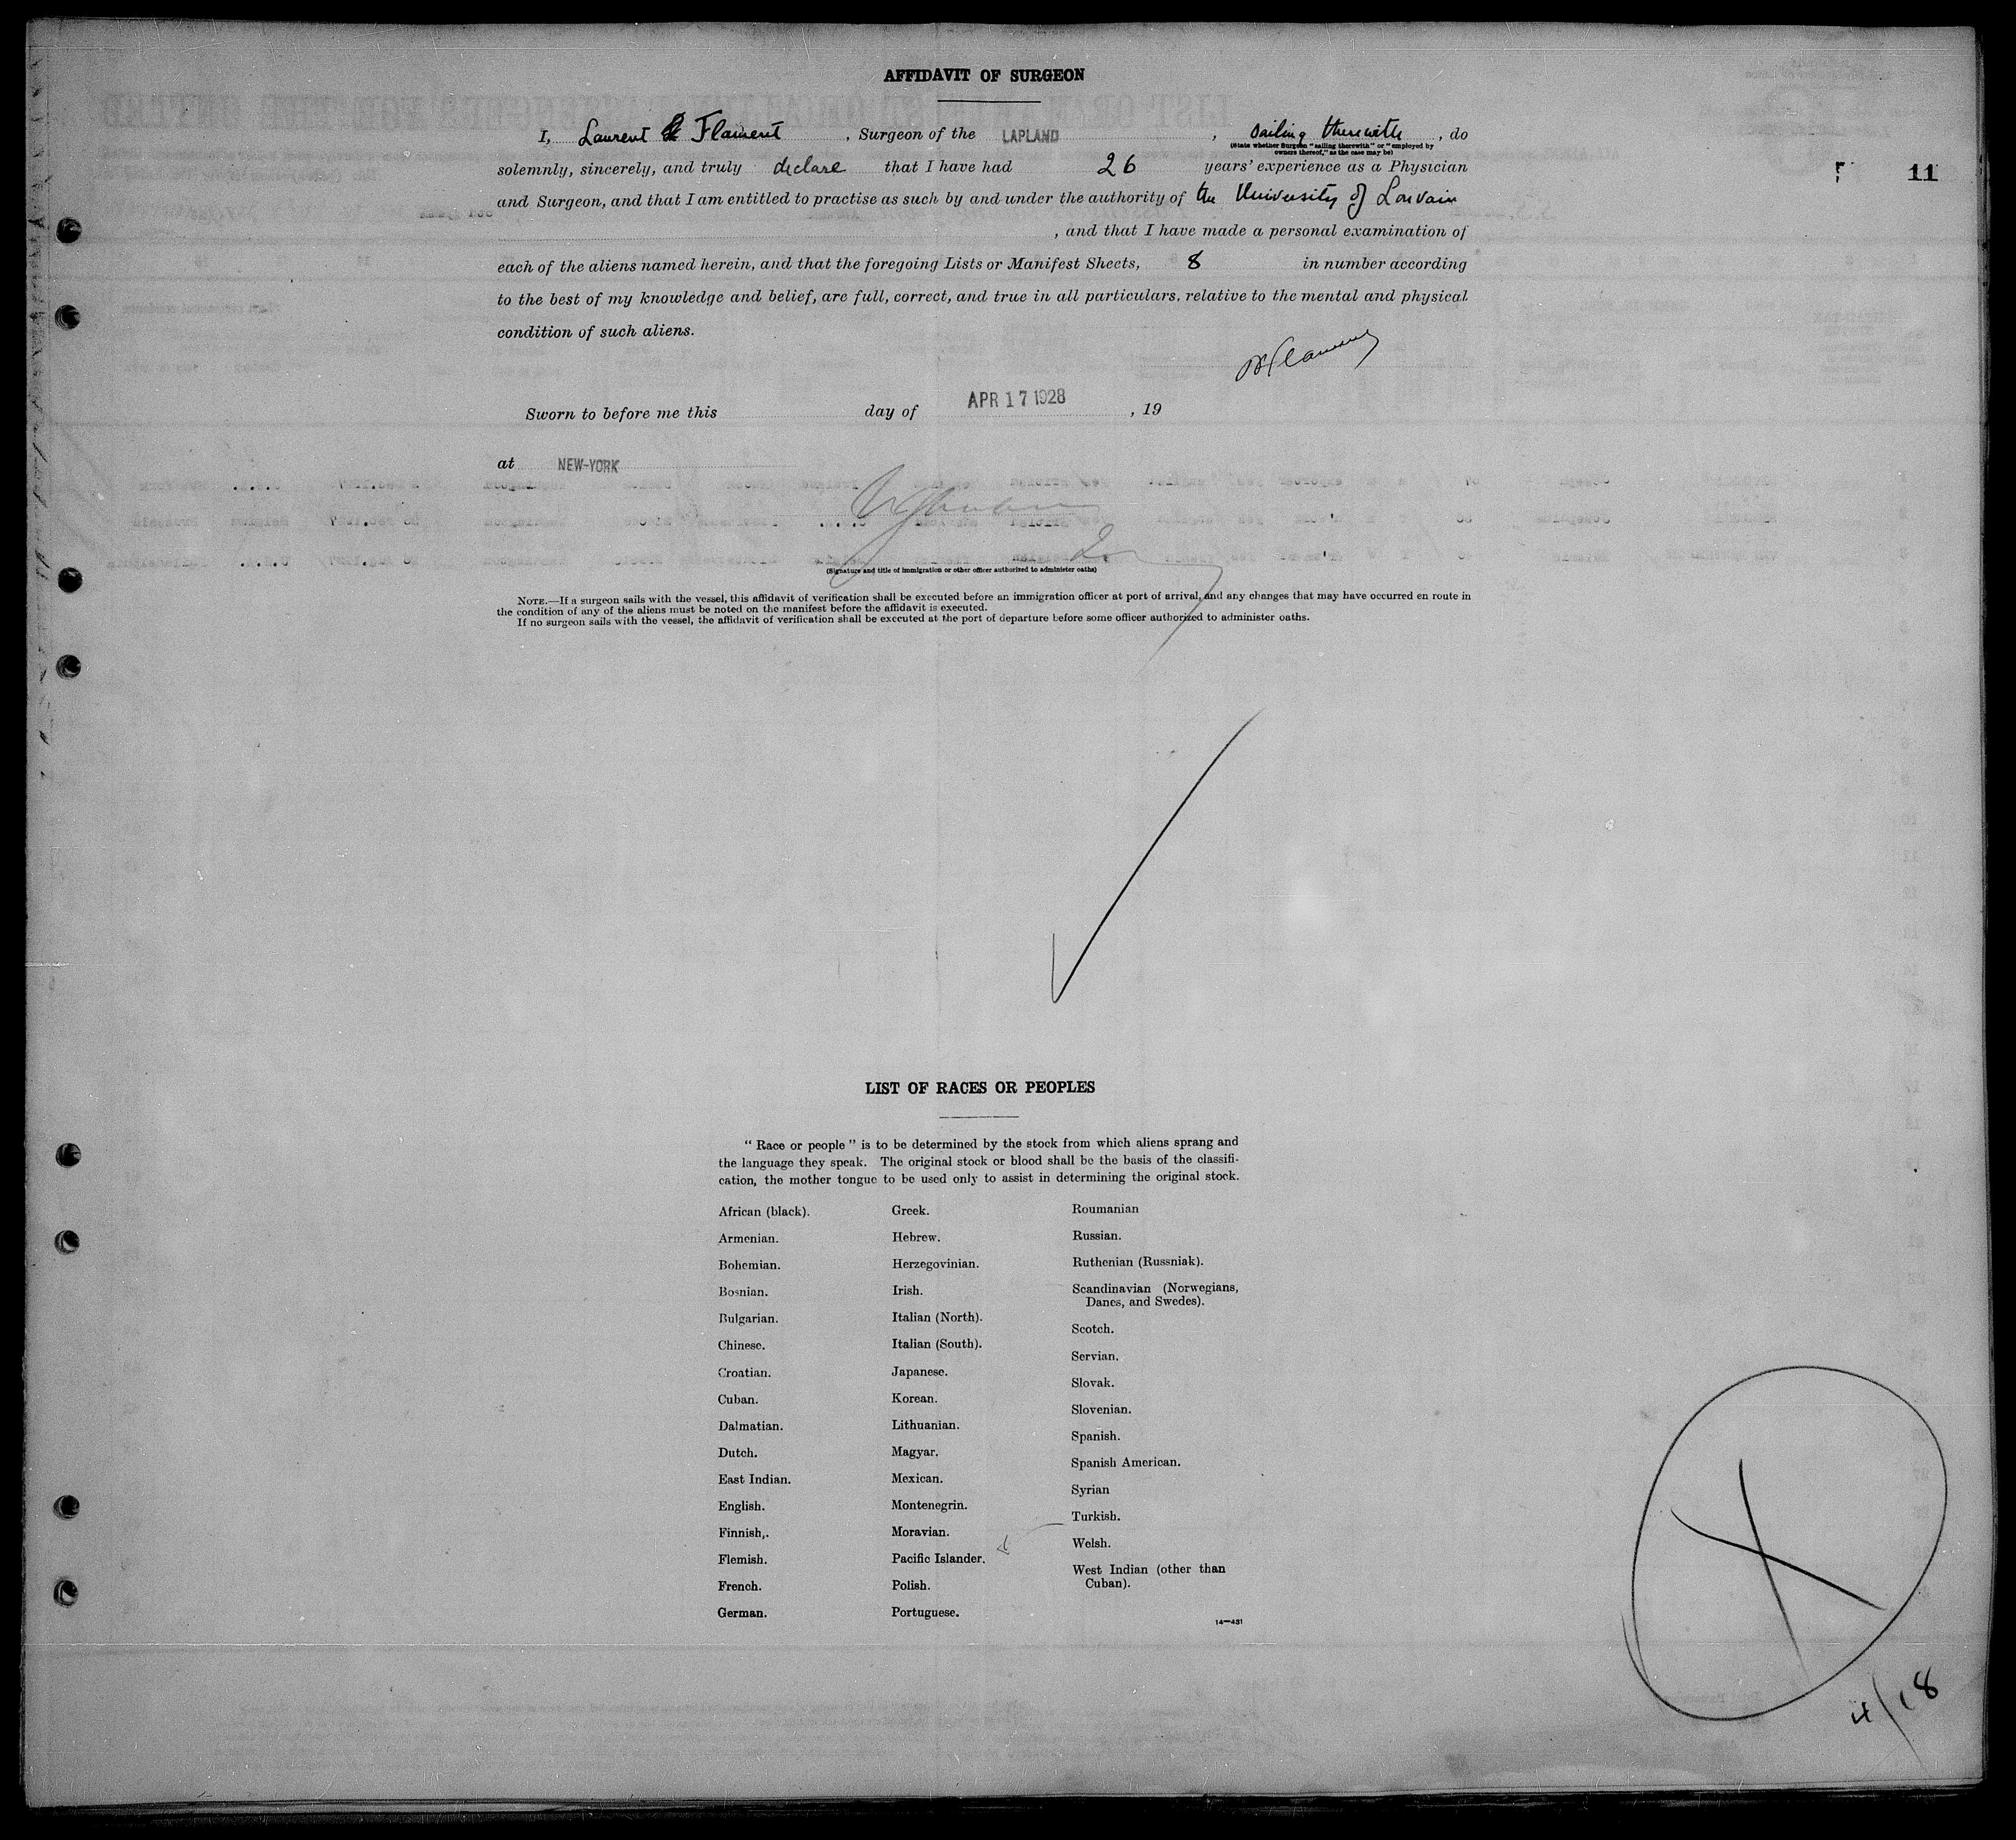 AFFIDAVIT OF SURGEON
I, Laurent Flament, Surgeon of the LAPLAND, sailing therewith, do
(State whether Surgeon "sailing therewith" or "employed by
owners thereof," as the case may be)
solemnly, sincerely, and truly declare that I have had 26 years' experience as a Physician
11
and Surgeon, and that I am entitled to practise as such by and under the authority of the University of Louvain
, and that I have made a personal examination of
each of the aliens named herein, and that the foregoing Lists or Manifest Sheets, 8 in number according
to the best of my knowledge and belief, are full, correct, and true in all particulars, relative to the mental and physical
condition of such aliens.
Sworn to before me this day of APR 17 1928, 19
at NEW-YORK
(Signature and title of immigration or other officer authorized to administer oaths)
NOTE.—If a surgeon sails with the vessel, this affidavit of verification shall be executed before an immigration officer at port of arrival, and any changes that may have occurred en route in
the condition of any of the aliens must be noted on the manifest before the affidavit is executed.
If no surgeon sails with the vessel, the affidavit of verification shall be executed at the port of departure before some officer authorized to administer oaths.
LIST OF RACES OR PEOPLES
" Race or people " is to be determined by the stock from which aliens sprang and
the language they speak. The original stock or blood shall be the basis of the classifi-
cation, the mother tongue to be used only to assist in determining the original stock.
African (black).
Armenian.
Bohemian.
Bosnian.
Bulgarian.
Chinese.
Croatian.
Cuban.
Dalmatian.
Dutch.
East Indian.
English.
Finnish,.
Flemish.
French.
German.
Greek.
Hebrew.
Herzegovinian.
Irish.
Italian (North).
Italian (South).
Japanese.
Korean.
Lithuanian.
Magyar.
Mexican.
Montenegrin.
Moravian.
Pacific Islander.
Polish.
Portuguese.
Roumanian
Russian.
Ruthenian (Russniak).
Scandinavian (Norwegians,
Danes, and Swedes).
Scotch.
Servian.
Slovak.
Slovenian.
Spanish.
Spanish American.
Syrian
Turkish.
Welsh.
West Indian (other than
Cuban).
14—431
X
4/18